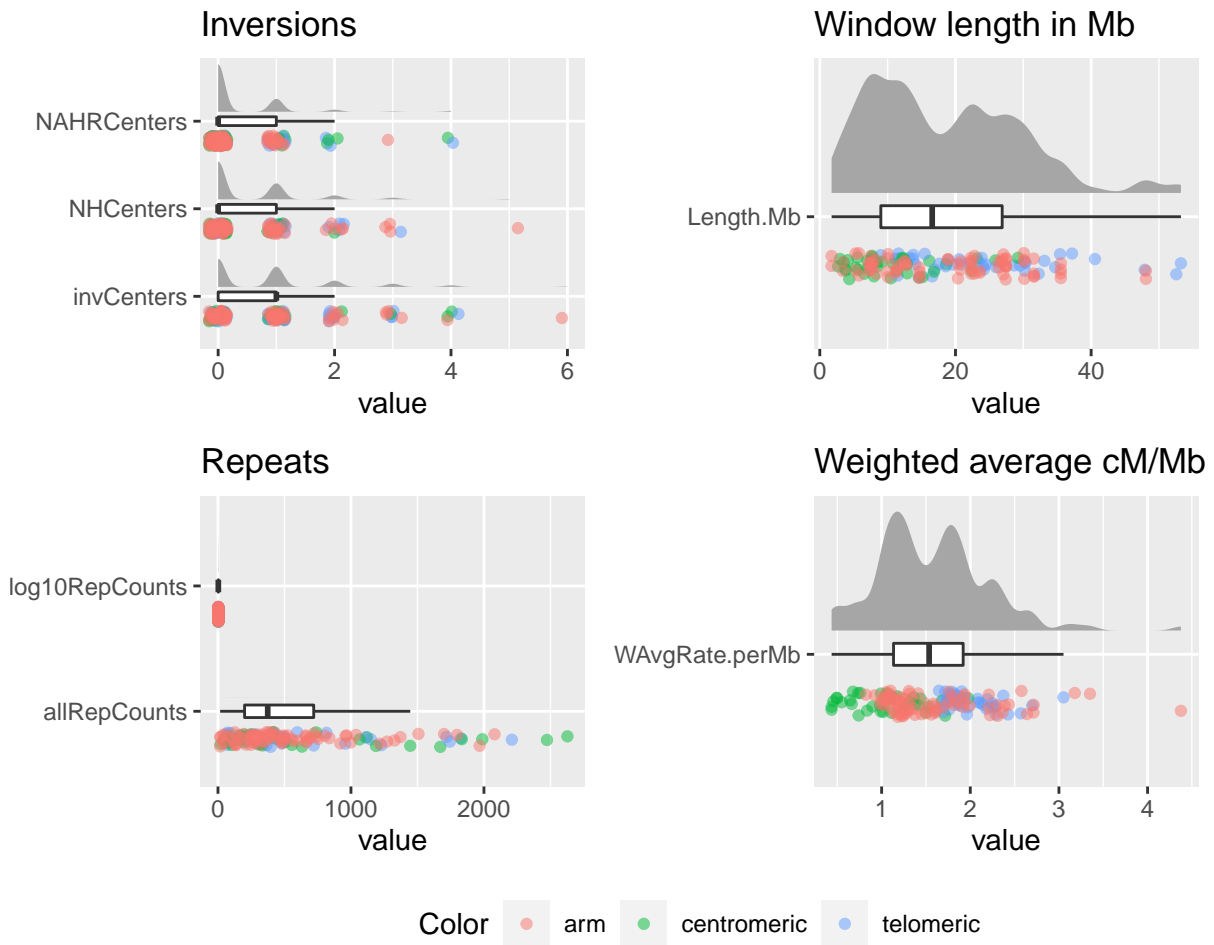 Inversions
NAHRCenters
NHCenters
invCenters
0 2 4 6
value
Window length in Mb
Length.Mb
0 20 40
value
Repeats
log10RepCounts
allRepCounts
0 1000 2000
value
Weighted average cM/Mb
WAvgRate.perMb
1 2 3 4
value
Color arm centromeric telomeric